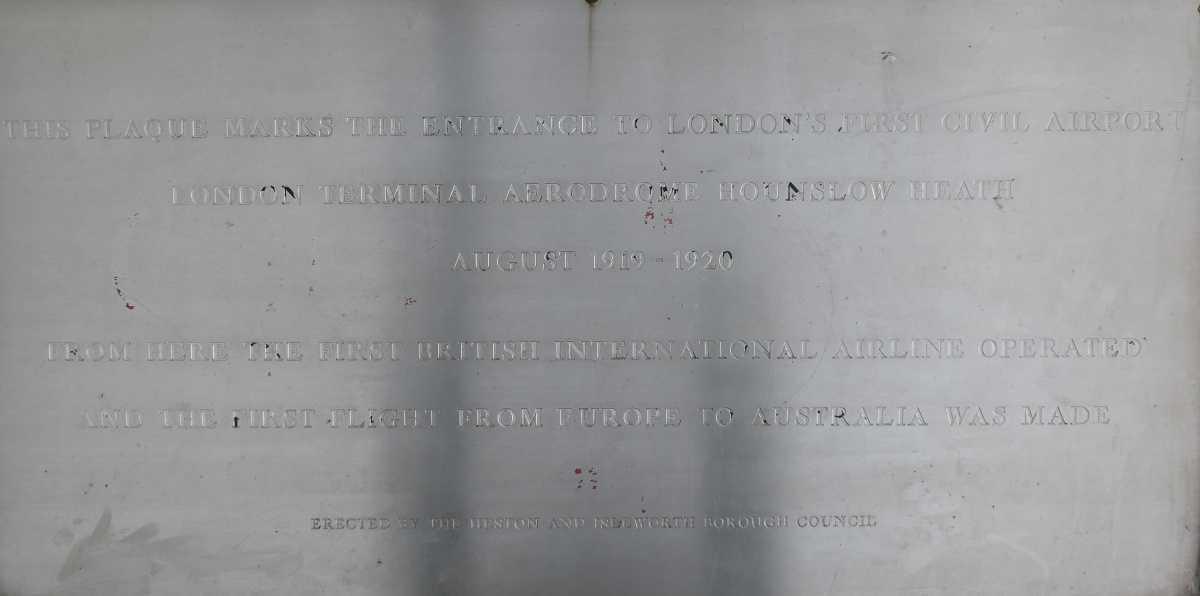 THIS PLAQUE MARKS THE ENTRANCE TO LONDON'S FIRST CIVIL AIRPORT
LONDON TERMINAL AERODROME HOUNSLOW HEATH
AUGUST 1919 - 1920
FROM HERE THE FIRST BRITISH INTERNATIONAL AIRLINE OPERATED
AND THE FIRST FLIGHT FROM EUROPE TO AUSTRALIA WAS MADE
ERECTED BY THE HESTON AND ISLEWORTH BOROUGH COUNCIL